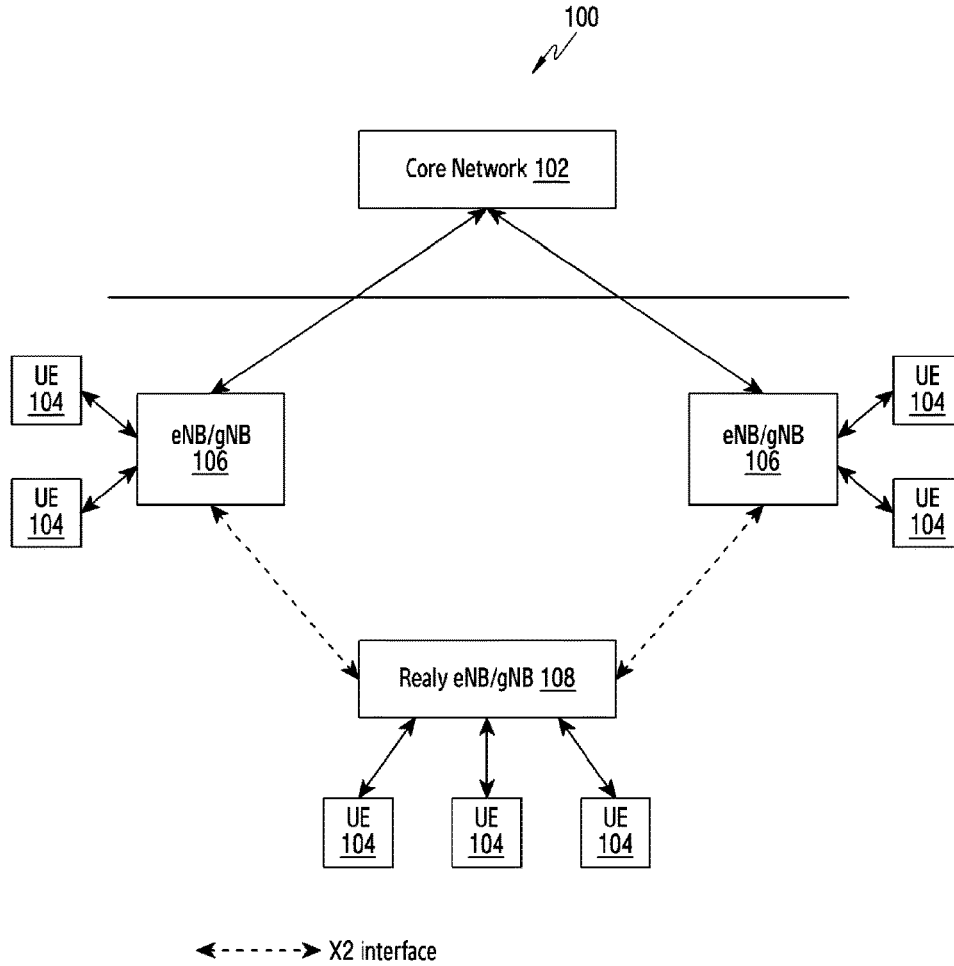 100
Core Network 102
UE
104
eNB/gNB
106
UE
104
eNB/gNB
106
UE
104
UE
104
Realy eNB/gNB 108
UE
104
UE
104
UE
104
X2 interface